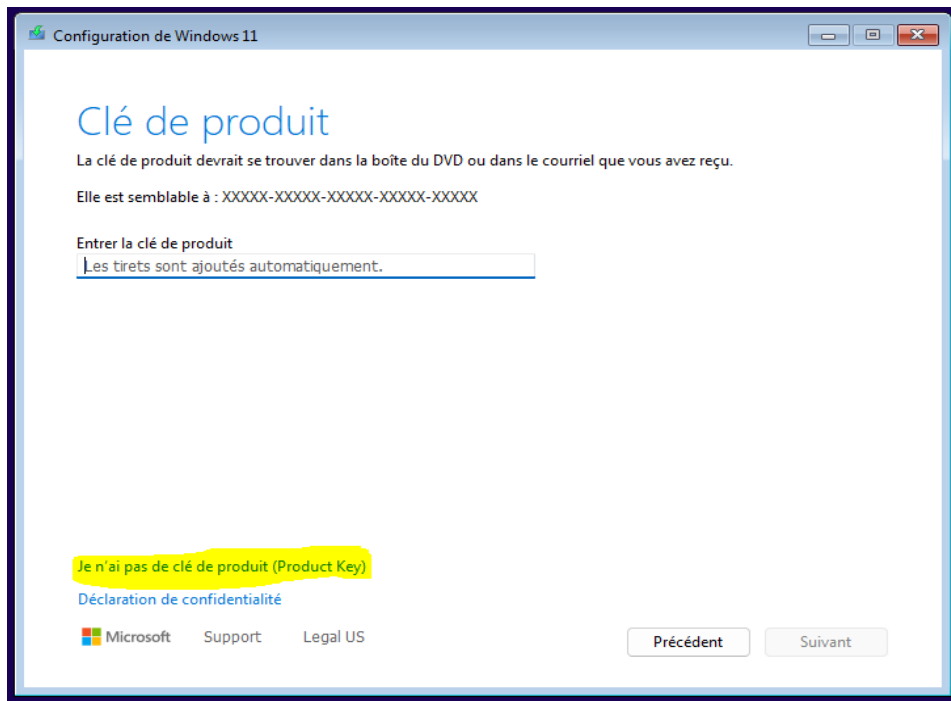 Configuration de Windows 11
Clé de produit
La clé de produit devrait se trouver dans la boîte du DVD ou dans le courriel que vous avez reçu.
Elle est semblable à : XXXXX-XXXXX-XXXXX-XXXXX-XXXXX
Entrer la clé de produit
Les tirets sont ajoutés automatiquement.
Je n'ai pas de clé de produit (Product Key)
Déclaration de confidentialité
Microsoft Support Legal US Précédent Suivant